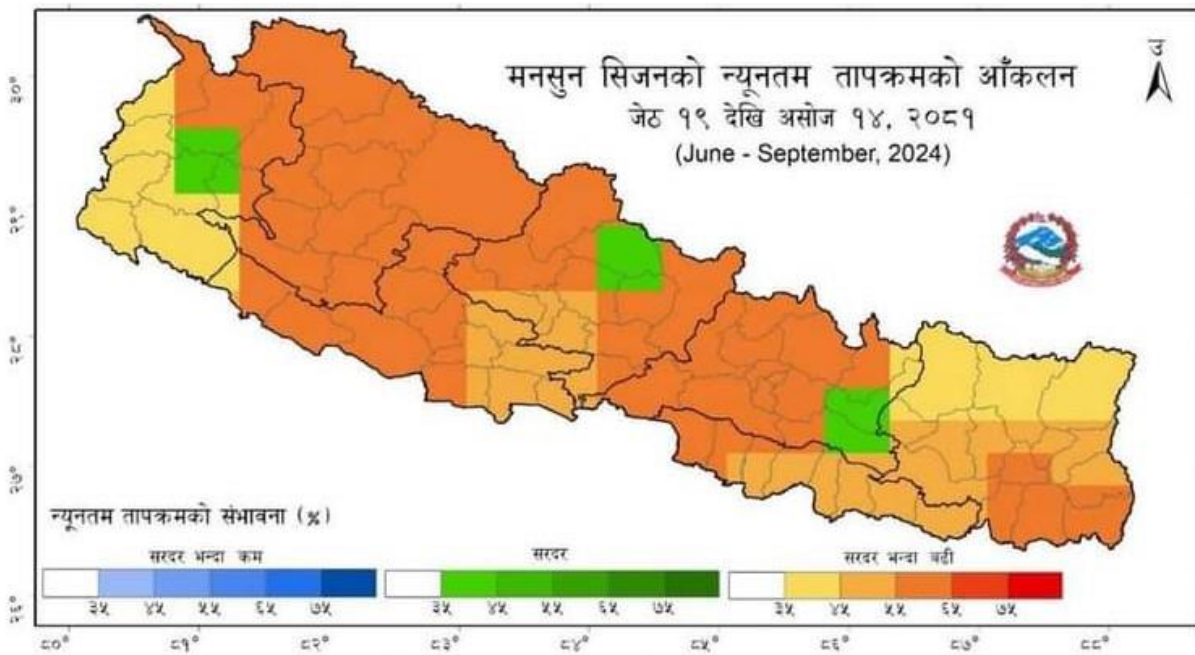 मनसुन सिजनको न्यूनतम तापक्रमको आँकलन
जेठ १९ देखि असोज १४, २०८१
(June - September, 2024)
उ
३०°
२९°
२८°
२७°
२६°
न्यूनतम तापक्रमको संभावना (%)
सरदर भन्दा कम
सरदर
सरदर भन्दा बढी
३५ ४५ ५५ ६५ ७५
३५ ४५ ५५ ६५ ७५
३५ ४५ ५५ ६५ ७५
८०° ८१° ८२° ८३° ८४° ८५° ८६° ८७° ८८°